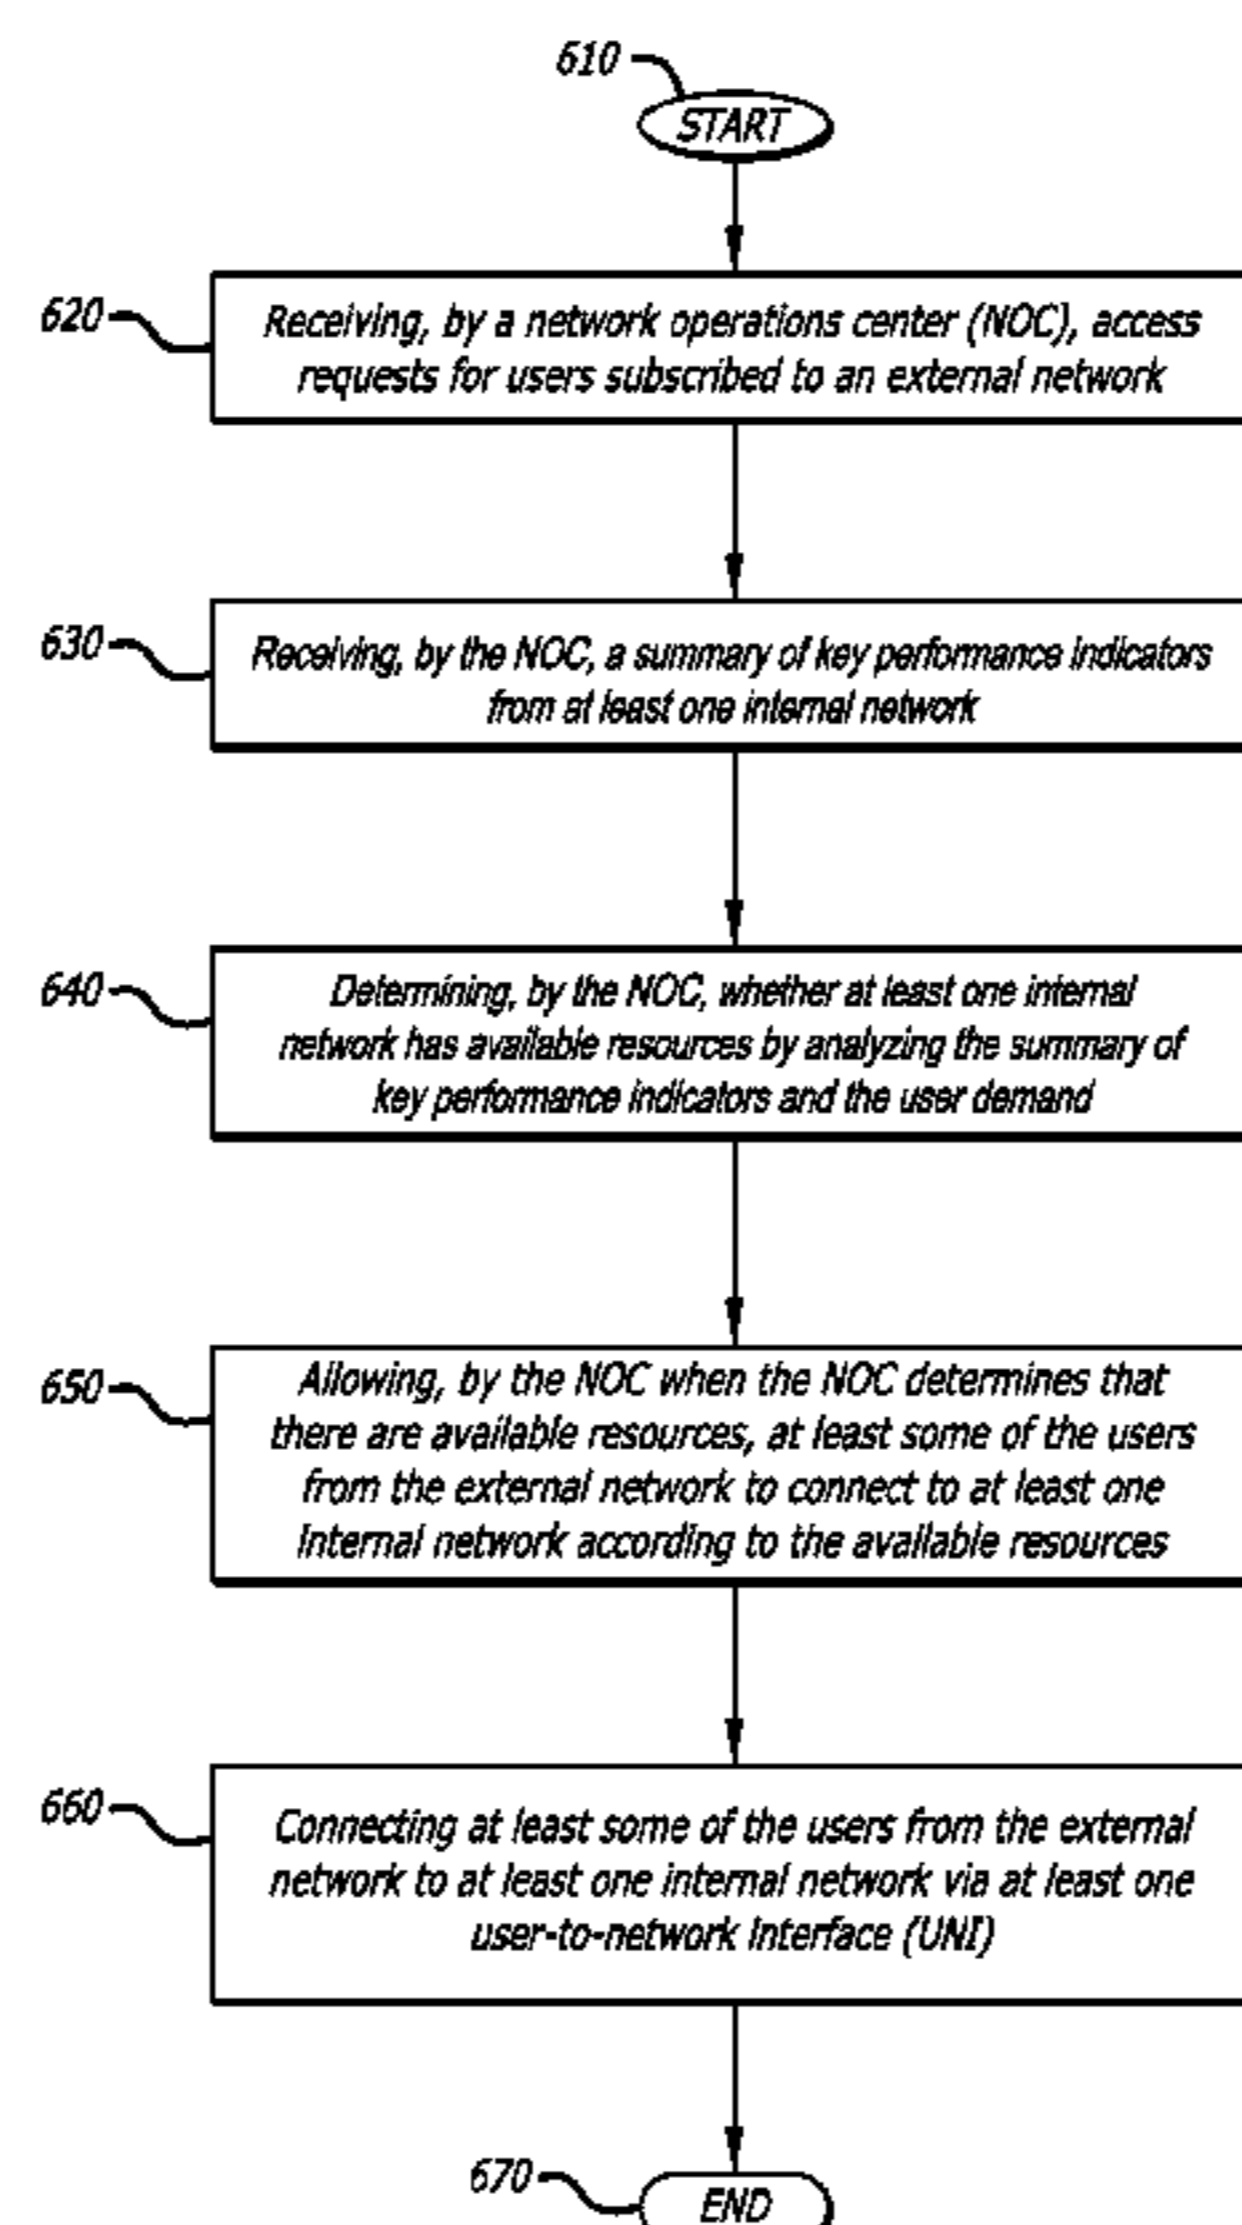 610
START
620
Receiving, by a network operations center (NOC), access
requests for users subscribed to an external network
630
Receiving, by the NOC, a summary of key performance indicators
from at least one internal network
640
Determining, by the NOC, whether at least one internal
network has available resources by analyzing the summary of
key performance indicators and the user demand
650
Allowing, by the NOC when the NOC determines that
there are available resources, at least some of the users
from the external network to connect to at least one
internal network according to the available resources
660
Connecting at least some of the users from the external
network to at least one internal network via at least one
user-to-network interface (UNI)
670
END